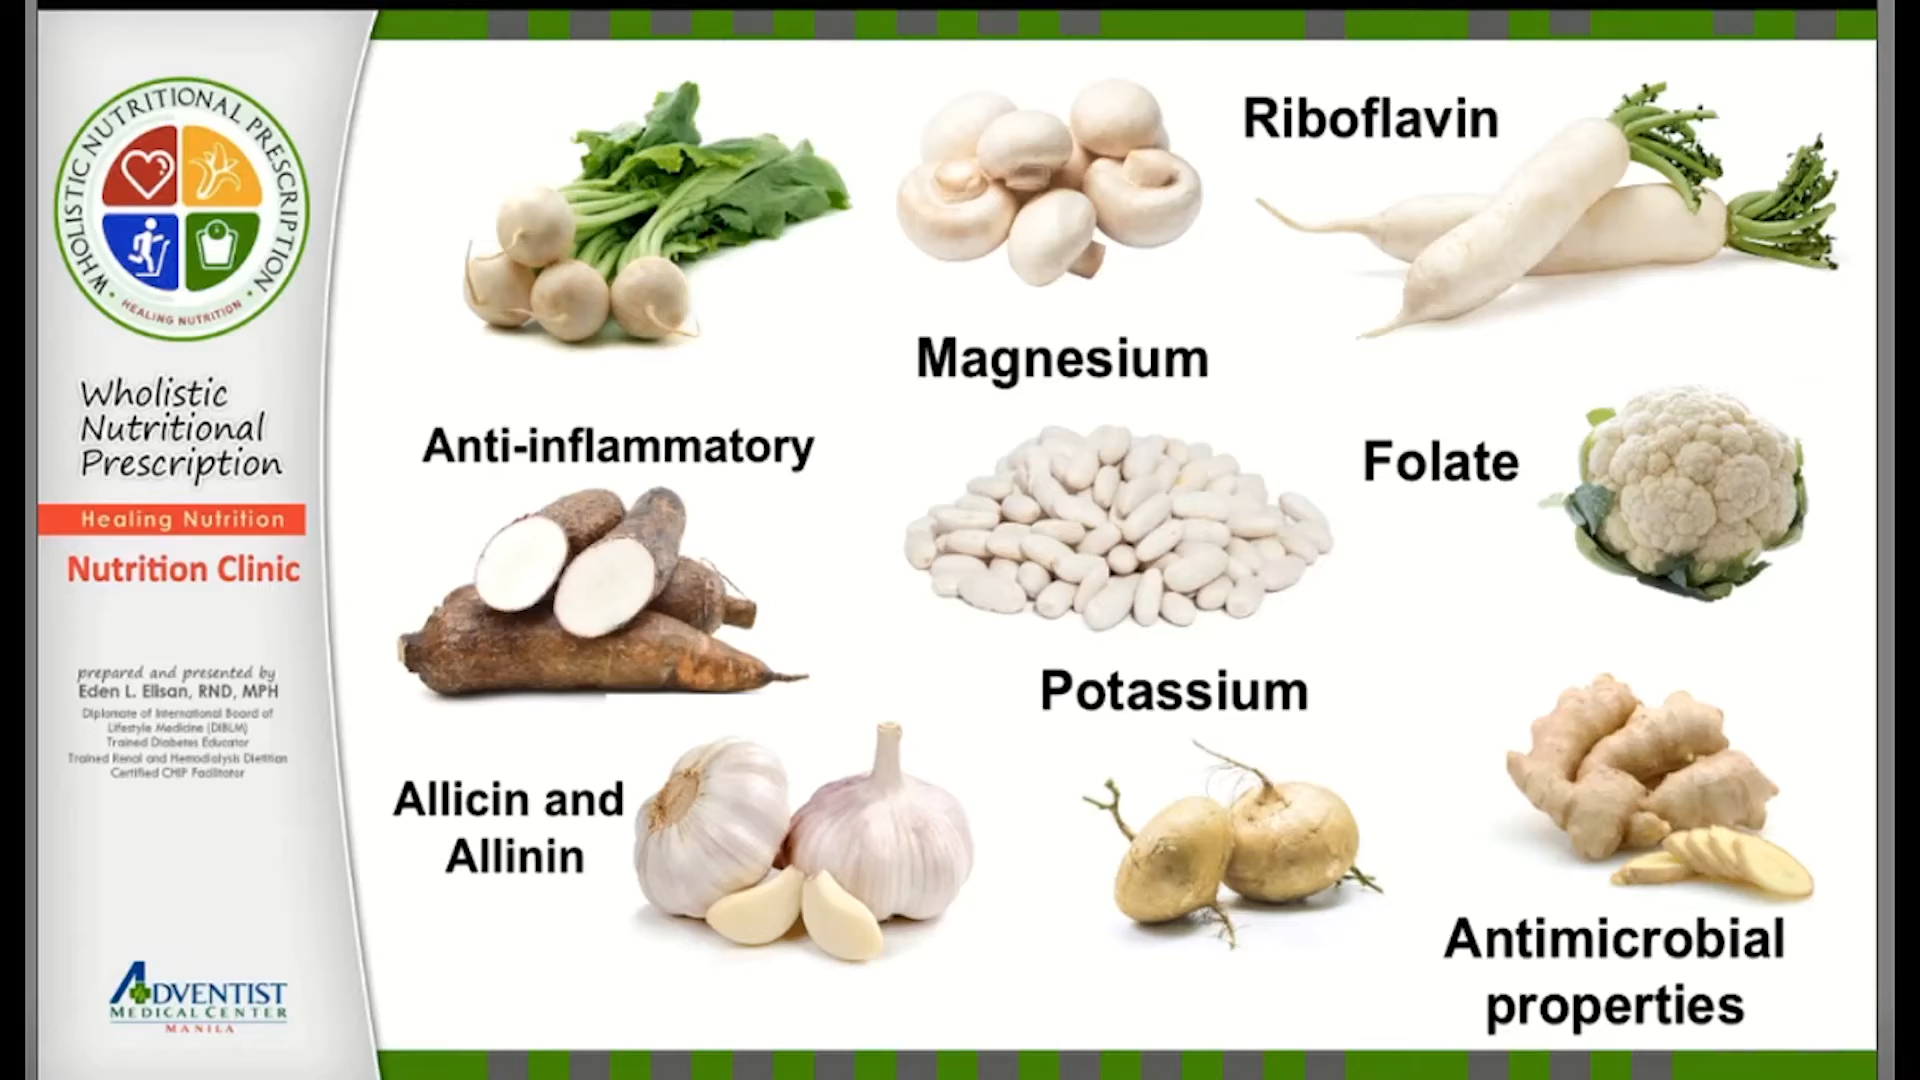 WHOLISTIC NUTRITIONAL PRESCRIPTION
HEALING NUTRITION
Wholistic
Nutritional
Prescription
Healing Nutrition
Nutrition Clinic
prepared and presented by
Eden L. Elisan, RND, MPH
Diplomate of International Board of
Lifestyle Medicine (DIBLM)
Trained Diabetes Educator
Trained Renal and Hemodialysis Dietitian
Certified CHIP Facilitator
ADVENTIST
MEDICAL CENTER
MANILA
Riboflavin
Magnesium
Anti-inflammatory
Folate
Potassium
Allicin and
Allinin
Antimicrobial
properties